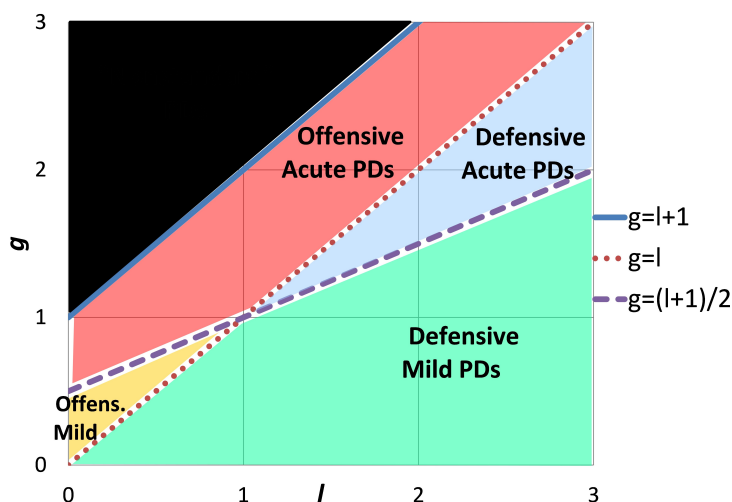 3
Offensive
Acute PDs
Defensive
Acute PDs
2
g
g=l+1
g=l
g=(l+1)/2
1
Defensive
Mild PDs
Offens.
Mild
0
0
1
l
2
3